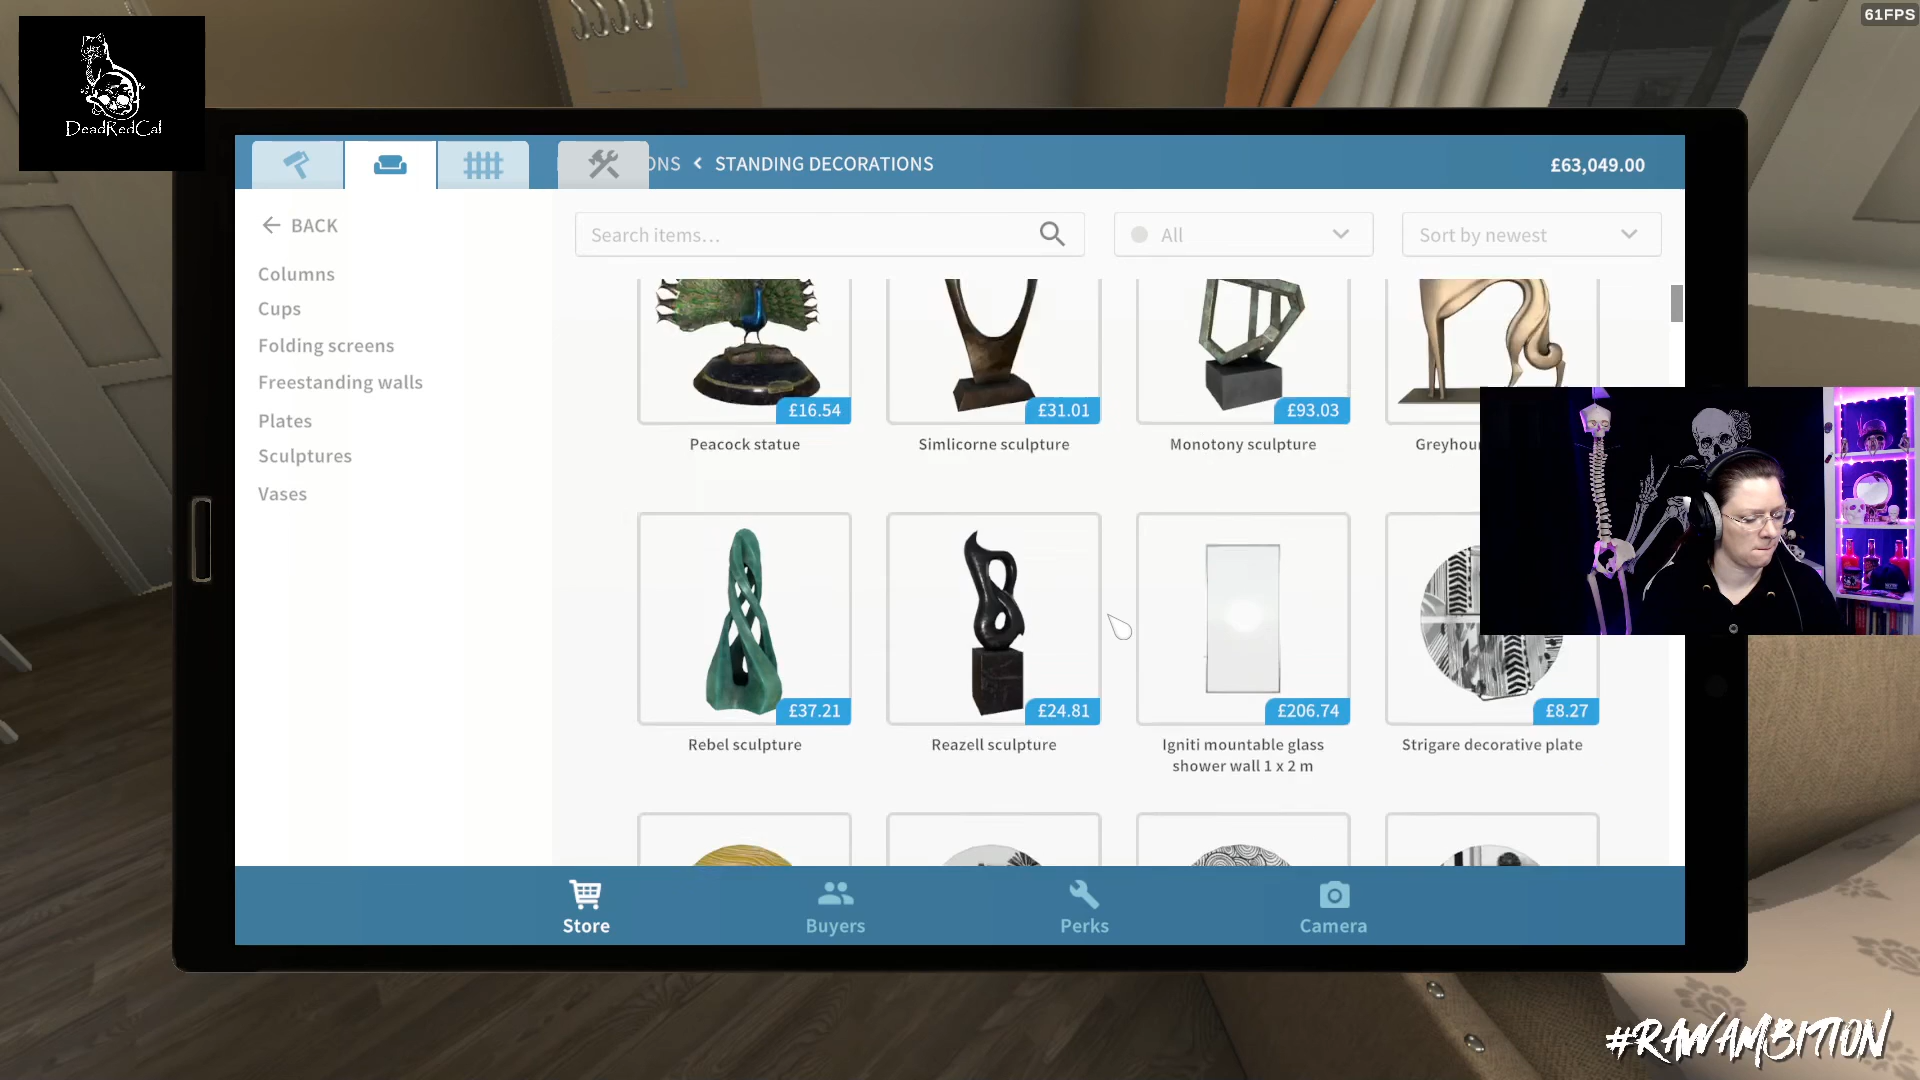 61FPS
DeadRedCal
ONS < STANDING DECORATIONS
£63,049.00
← BACK
Search items...
All
Sort by newest
Columns
Cups
Folding screens
Freestanding walls
Plates
Sculptures
Vases
£16.54
£31.01
£93.03
Peacock statue
Simlicorne sculpture
Monotony sculpture
Greyhoun
£37.21
£24.81
£206.74
£8.27
Rebel sculpture
Reazell sculpture
Igniti mountable glass
shower wall 1 x 2 m
Strigare decorative plate
Store
Buyers
Perks
Camera
#RAWAMBITION